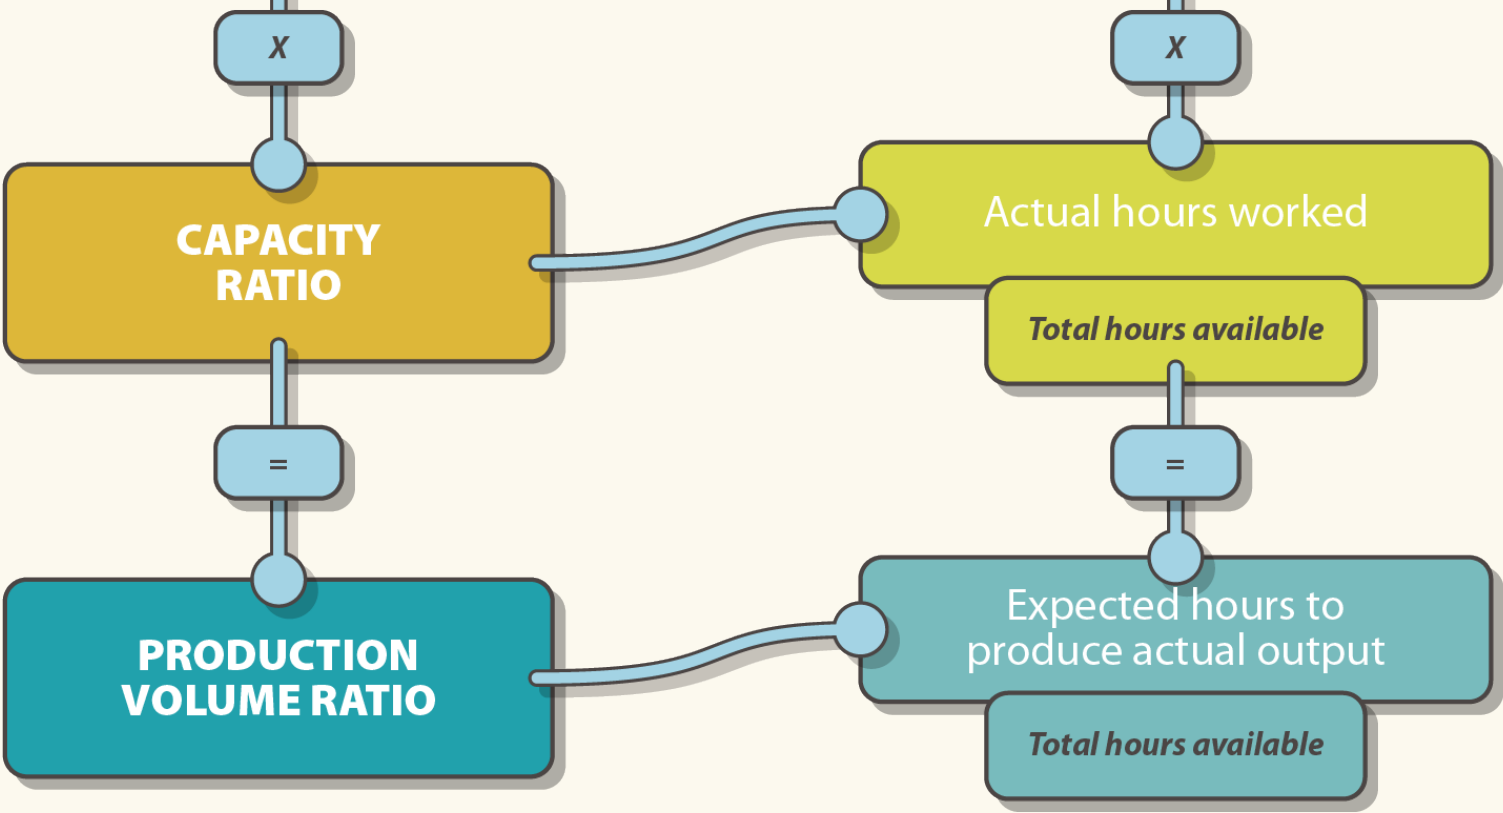 X
X
CAPACITY
RATIO
Actual hours worked
Total hours available
=
=
PRODUCTION
VOLUME RATIO
Expected hours to
produce actual output
Total hours available